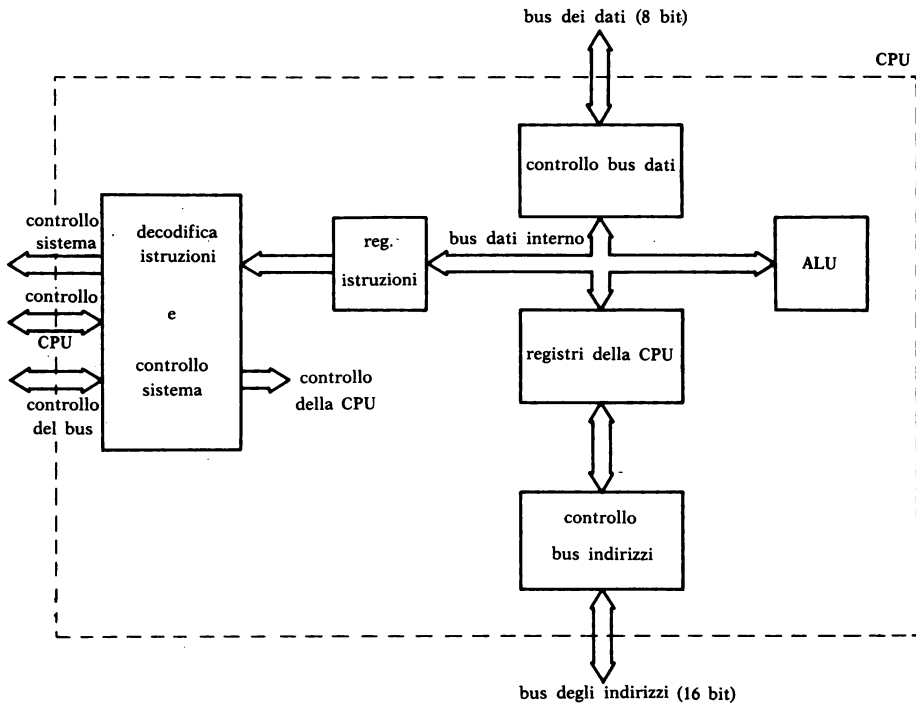 bus dei dati (8 bit)
CPU
controllo bus dati
controllo
sistema
decodifica
istruzioni
e
controllo
sistema
reg.
istruzioni
bus dati interno
ALU
controllo
CPU
registri della CPU
controllo
del bus
controllo
della CPU
controllo
bus indirizzi
bus degli indirizzi (16 bit)